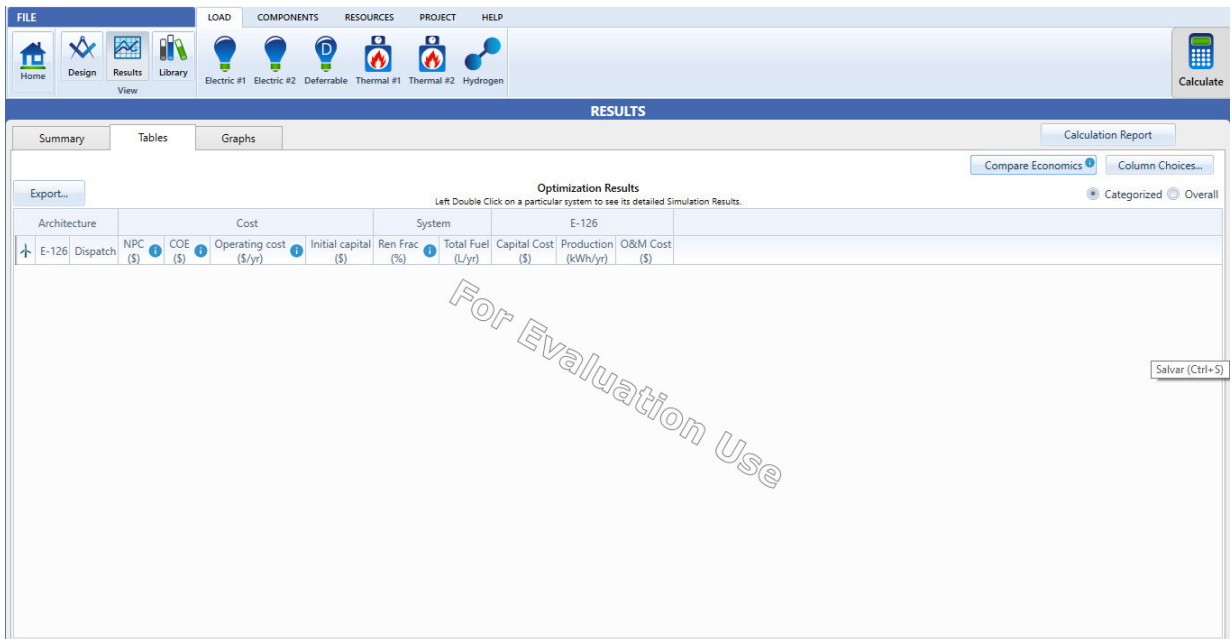 FILE LOAD COMPONENTS RESOURCES PROJECT HELP
Home Design Results Library Electric #1 Electric #2 Deferrable Thermal #1 Thermal #2 Hydrogen Calculate
D
View
RESULTS
Summary Tables Graphs Calculation Report
Compare Economics Column Choices...
Export... Optimization Results Categorized Overall
Left Double Click on a particular system to see its detailed Simulation Results.
Architecture Cost System E-126
E-126 Dispatch NPC ($) COE ($) Operating cost ($/yr) Initial capital ($) Ren Frac (%) Total Fuel (L/yr) Capital Cost ($) Production (kWh/yr) O&M Cost ($)
For Evaluation Use
Salvar (Ctrl+S)